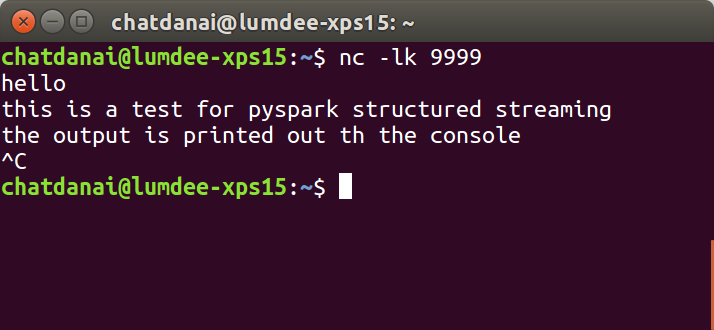 chatdanai@lumdee-xps15: ~
chatdanai@lumdee-xps15:~$ nc -lk 9999
hello
this is a test for pyspark structured streaming
the output is printed out th the console
^C
chatdanai@lumdee-xps15:~$